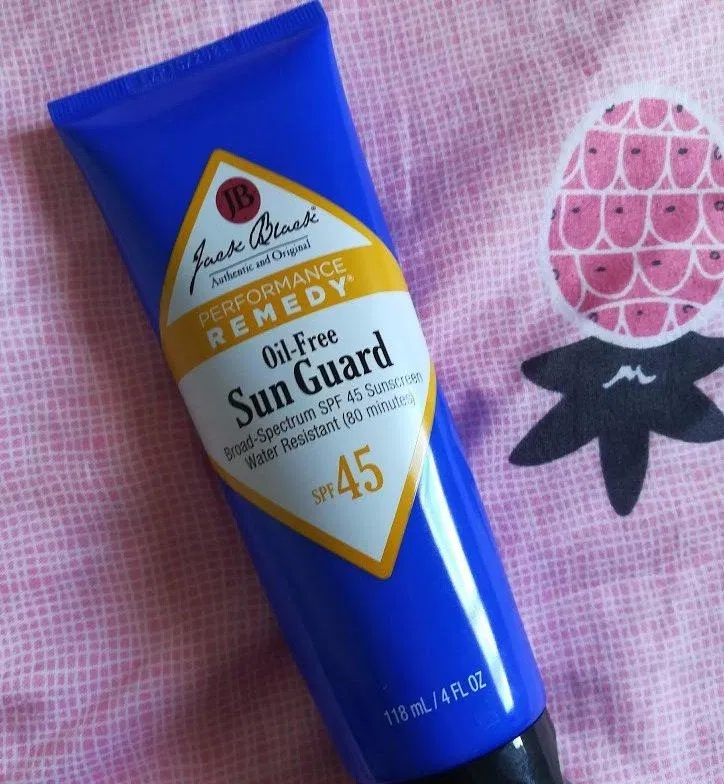 JB
Jack Black®
Authentic and Original
PERFORMANCE
REMEDY®
Oil-Free
Sun Guard
Broad-Spectrum SPF 45 Sunscreen
Water Resistant (80 minutes)
SPF 45
118 mL / 4 FL OZ